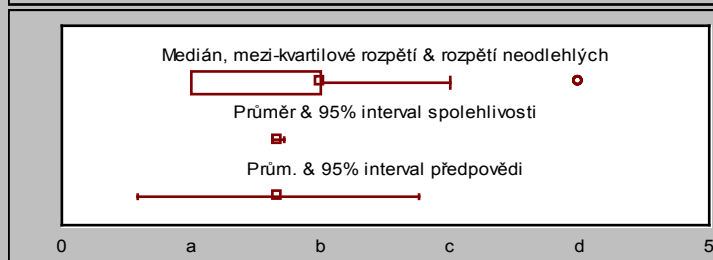 Medián, mezi-kvartilové rozpětí & rozpětí neodlehlých
Průměr & 95% interval spolehlivosti
Prům. & 95% interval předpovědi
0 a b c d 5